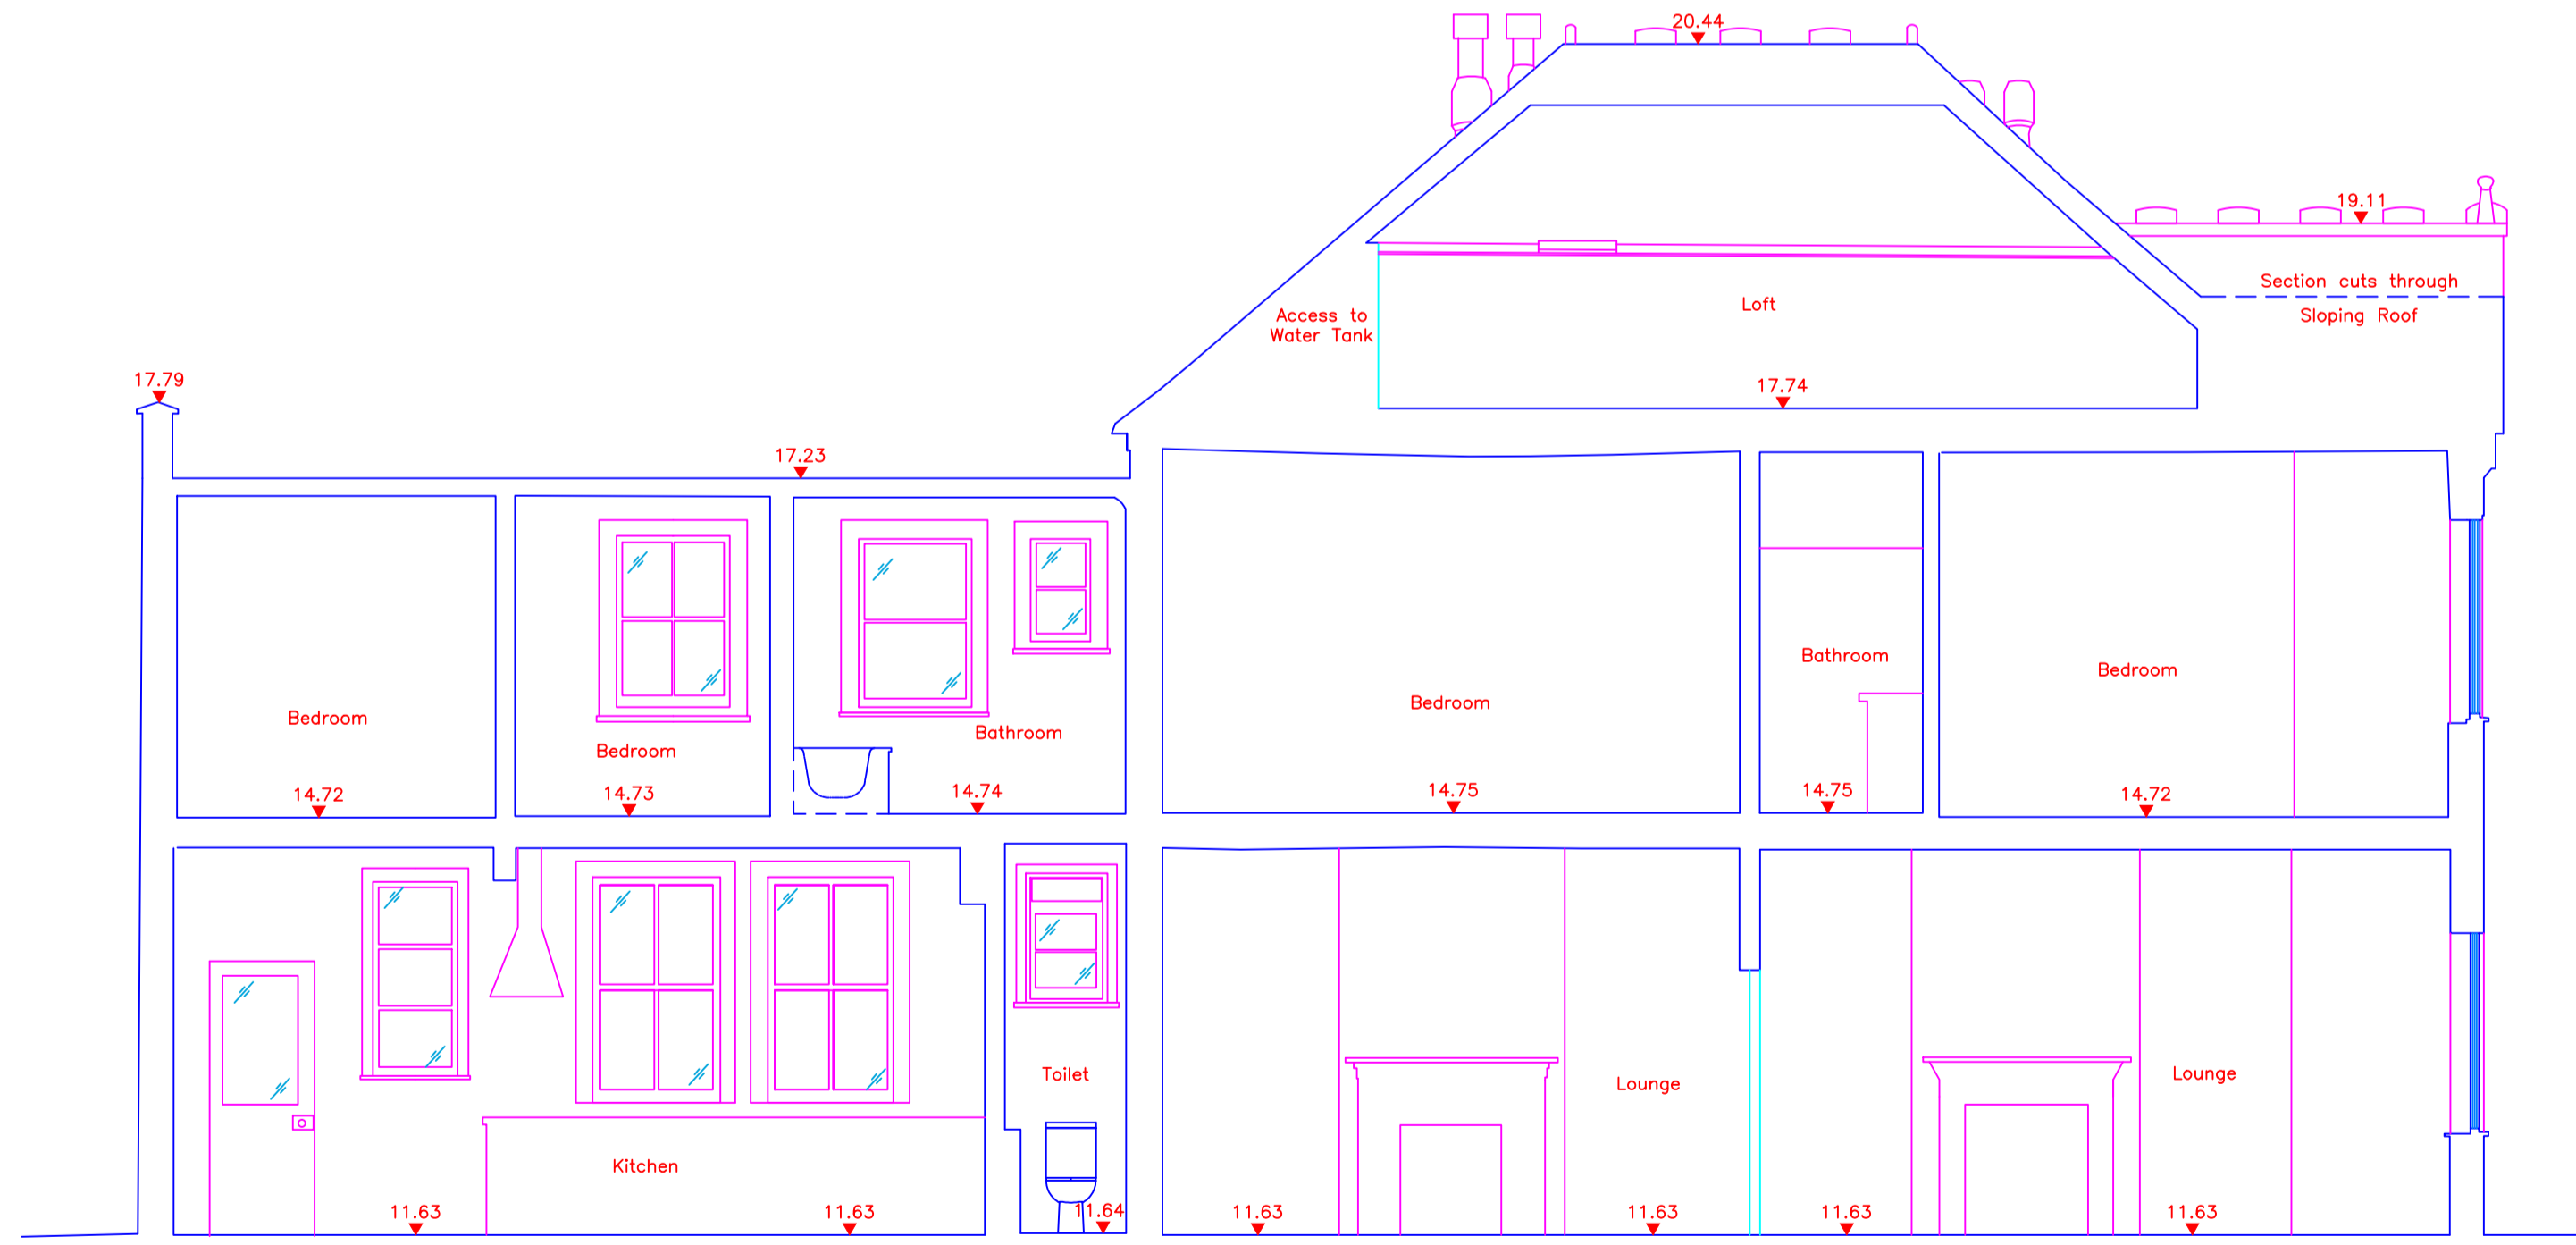 20.44
19.11
Section cuts through
Sloping Roof
Loft
Access to
Water Tank
17.79
17.74
17.23
Bedroom
Bedroom
Bathroom
Bedroom
Bathroom
Bedroom
14.72
14.73
14.74
14.75
14.75
14.72
Toilet
Lounge
Lounge
Kitchen
11.63
11.63
11.64
11.63
11.63
11.63
11.63